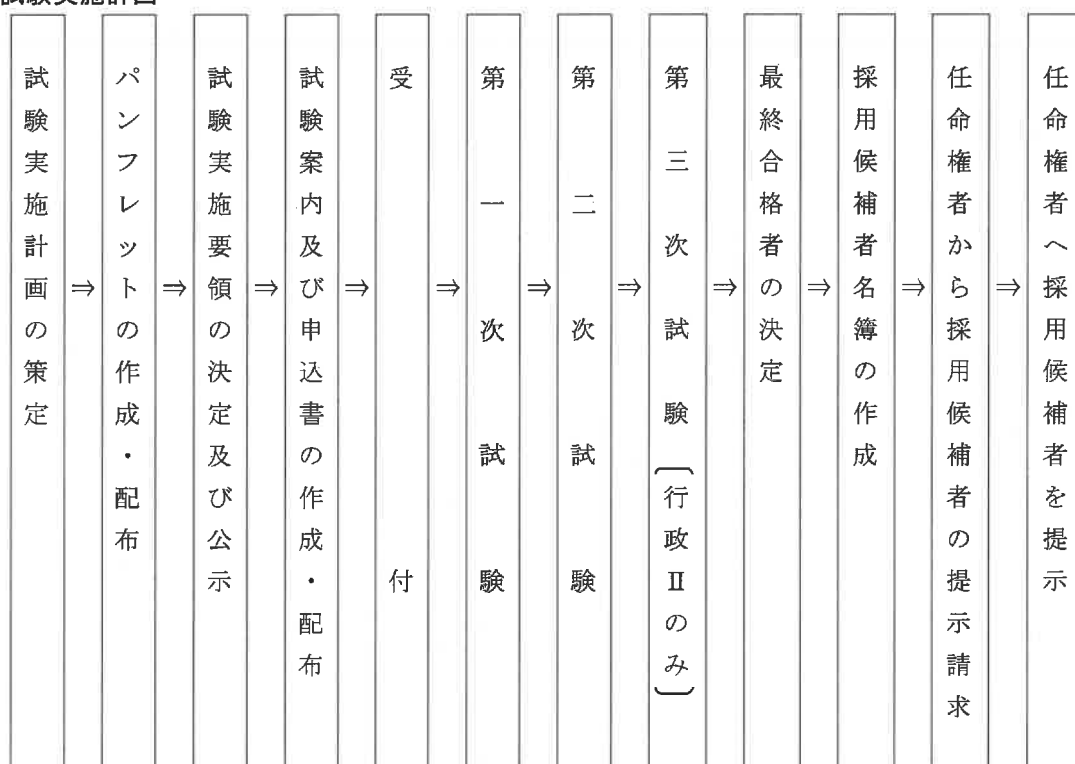 試験実施計画の策定
⇒
パンフレットの作成・配布
⇒
試験実施要領の決定及び公示
⇒
試験案内及び申込書の作成・配布
⇒
受付
⇒
第一次試験
⇒
第二次試験
⇒
第三次試験〔行政Ⅱのみ〕
⇒
最終合格者の決定
⇒
採用候補者名簿の作成
⇒
任命権者から採用候補者の提示請求
⇒
任命権者へ採用候補者を提示